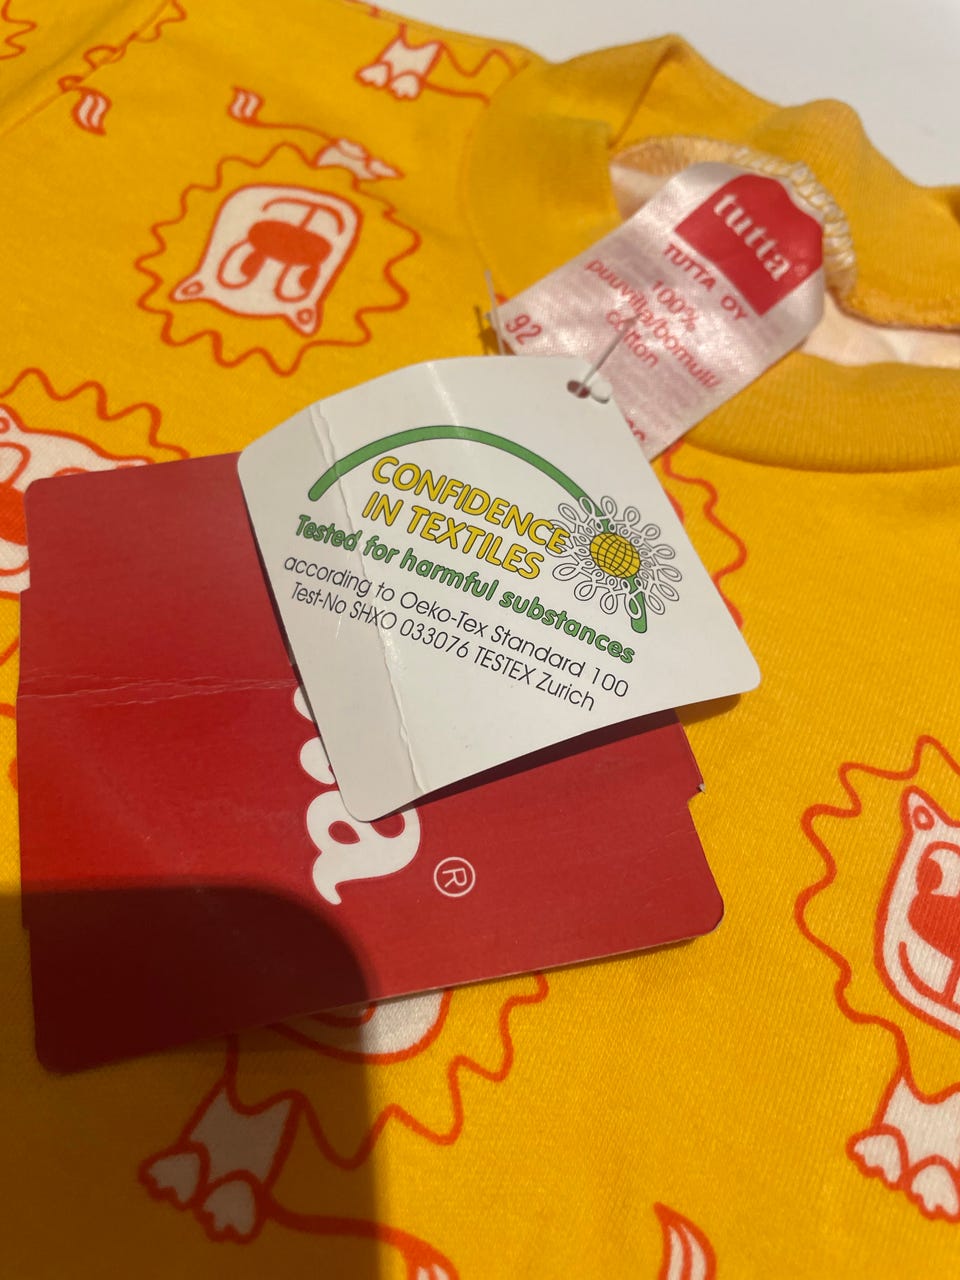 tutta®
TUTTA OY
100%
puuvilla/bomull/
cotton
92
CONFIDENCE
IN TEXTILES
Tested for harmful substances
according to Oeko-Tex Standard 100
Test-No SHXO 033076 TESTEX Zurich
®